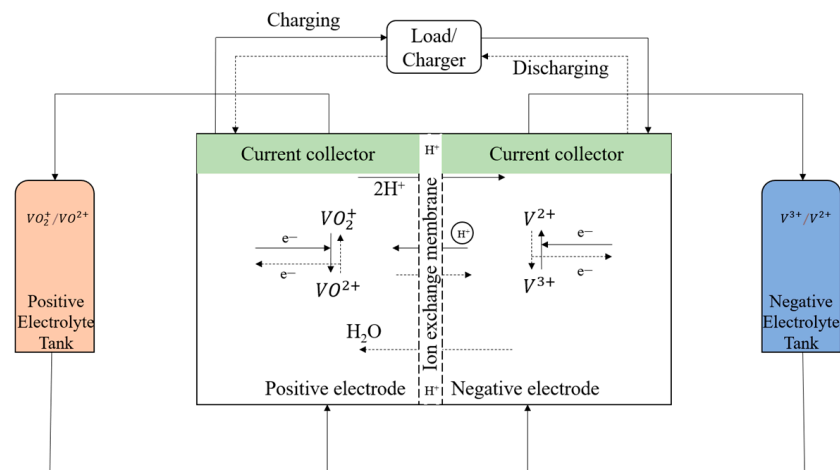 Charging
Load/
Charger
Discharging
Current collector
H⁺
Current collector
2H⁺
VO₂⁺/VO²⁺
V³⁺/V²⁺
VO₂⁺
V²⁺
e⁻
H⁺
e⁻
e⁻
e⁻
VO²⁺
V³⁺
Ion exchange membrane
Positive
Electrolyte
Tank
Negative
Electrolyte
Tank
H₂O
Positive electrode
H⁺
Negative electrode